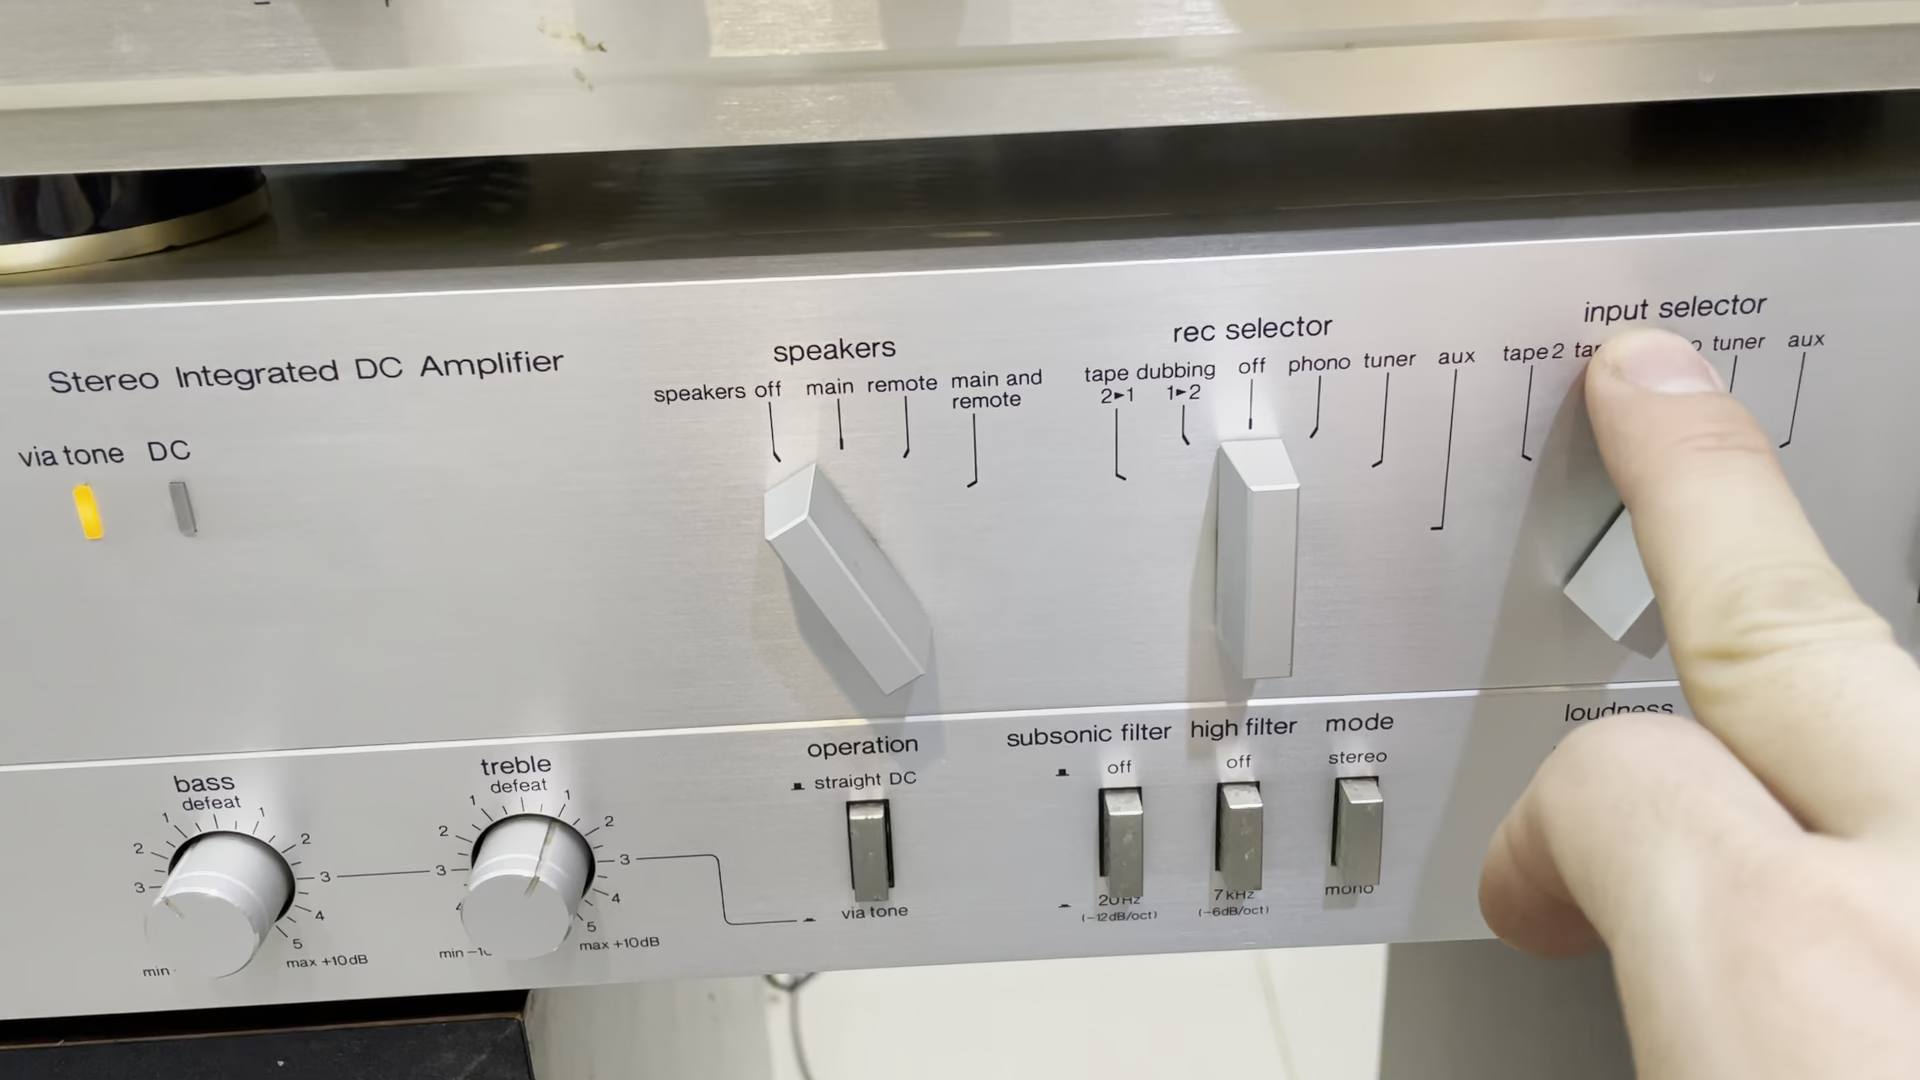 Stereo Integrated DC Amplifier
via tone DC
speakers
speakers off main remote main and remote
rec selector
tape dubbing off phono tuner aux
2►1 1►2
input selector
tape 2 tuner aux
bass
defeat
1 1
2 2
3 3
4
5
min max +10dB
treble
defeat
1 1
2 2
3 3
4
5
min max +10dB
operation
straight DC
via tone
subsonic filter
off
20Hz
(−12dB/oct)
high filter
off
7kHz
(−6dB/oct)
mode
stereo
mono
loudness